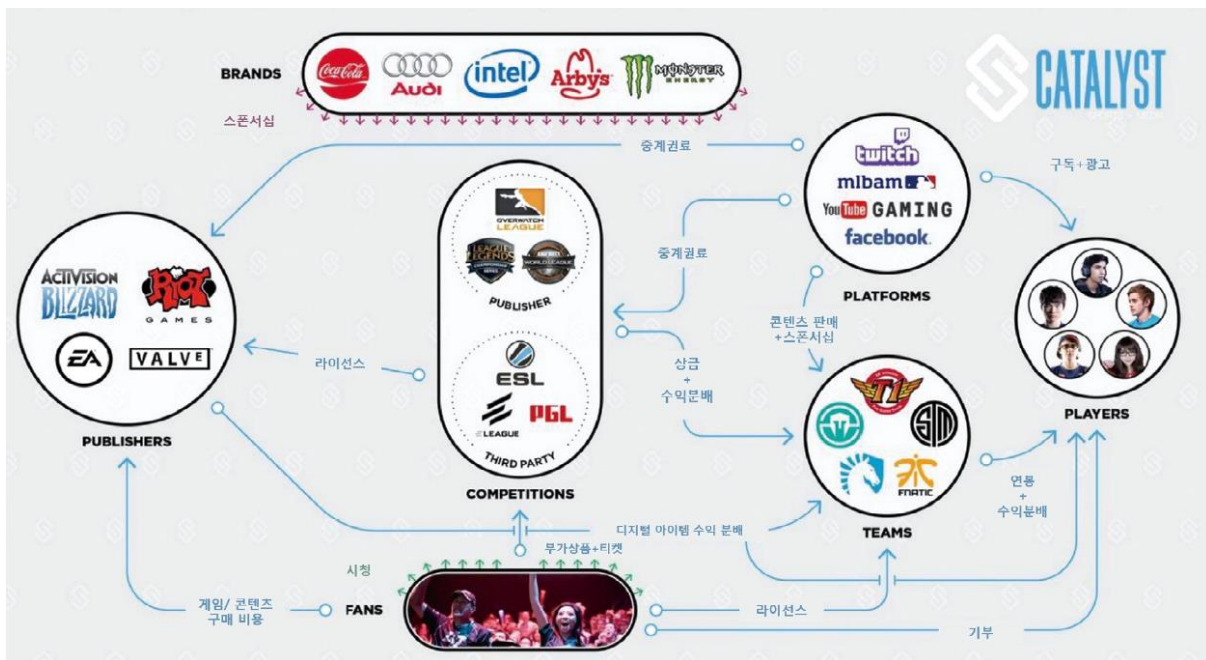 BRANDS
Coca-Cola
Audi
intel
Arby's
MONSTER
ENERGY
CATALYST
스폰서십
중계권료
twitch
mlbam
YouTube GAMING
facebook
PLATFORMS
구독+광고
OVERWATCH
LEAGUE
LEAGUE
LEGENDS
WORLD LEAGUE
PUBLISHER
중계권료
ACTIVISION
BLIZZARD
RIOT
GAMES
EA
VALVE
PUBLISHERS
라이선스
ESL
ELEAGUE
PGL
THIRD PARTY
COMPETITIONS
상금
+
수익분배
콘텐츠 판매
+스폰서십
T1
TSM
FNATIC
TEAMS
PLAYERS
연봉
+
수익분배
디지털 아이템 수익 분배
부가상품+티켓
시청
FANS
게임/ 콘텐즈
구매 비용
라이선스
기부